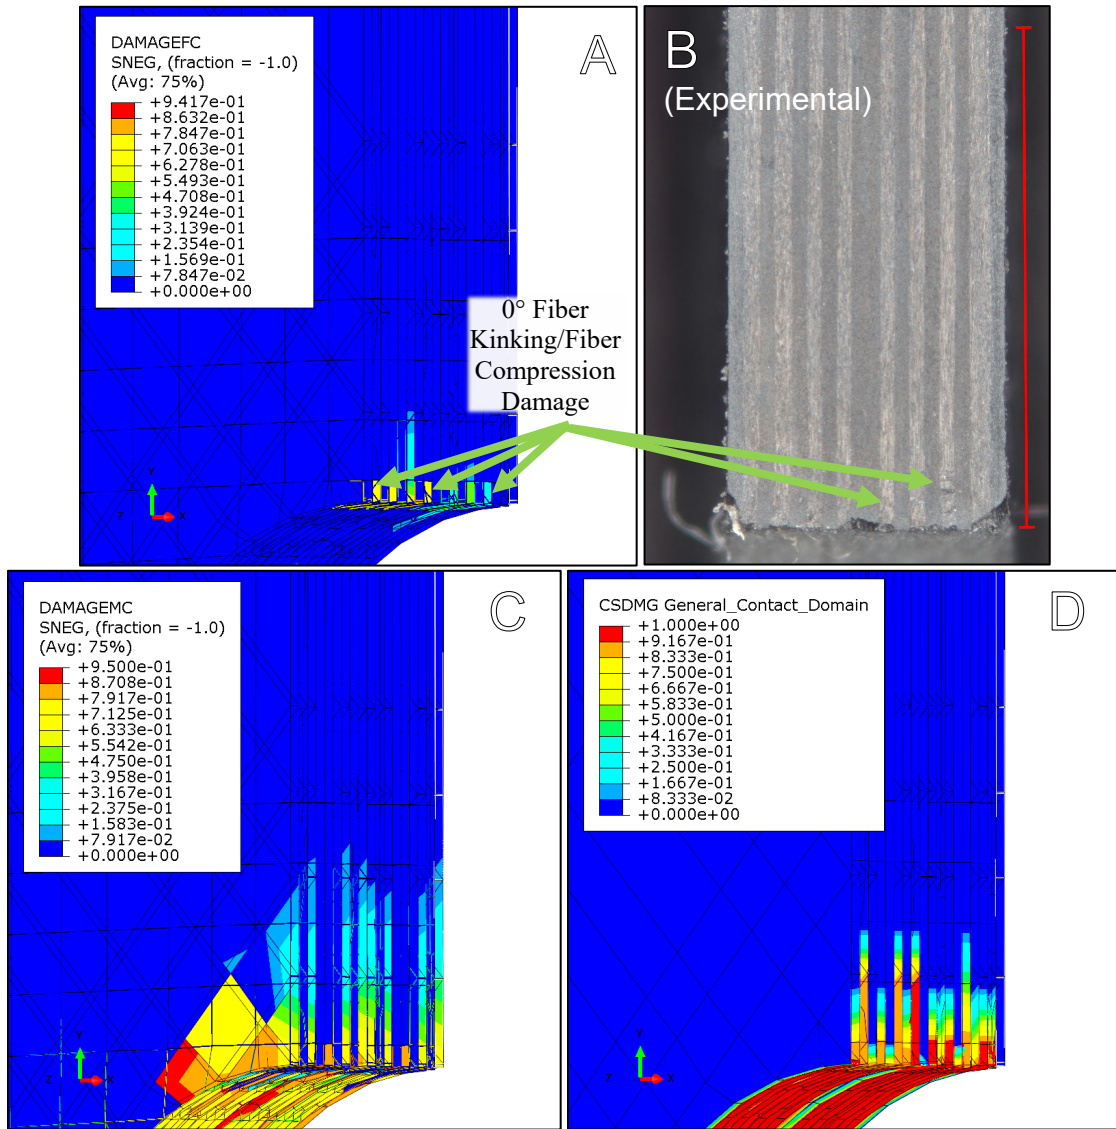 DAMAGEFC
SNEG, (fraction = -1.0)
(Avg: 75%)
+9.417e-01
+8.632e-01
+7.847e-01
+7.063e-01
+6.278e-01
+5.493e-01
+4.708e-01
+3.924e-01
+3.139e-01
+2.354e-01
+1.569e-01
+7.847e-02
+0.000e+00
A
Y
Z
X
B
(Experimental)
0° Fiber
Kinking/Fiber
Compression
Damage
DAMAGEMC
SNEG, (fraction = -1.0)
(Avg: 75%)
+9.500e-01
+8.708e-01
+7.917e-01
+7.125e-01
+6.333e-01
+5.542e-01
+4.750e-01
+3.958e-01
+3.167e-01
+2.375e-01
+1.583e-01
+7.917e-02
+0.000e+00
C
Y
Z
X
CSDMG General_Contact_Domain
+1.000e+00
+9.167e-01
+8.333e-01
+7.500e-01
+6.667e-01
+5.833e-01
+5.000e-01
+4.167e-01
+3.333e-01
+2.500e-01
+1.667e-01
+8.333e-02
+0.000e+00
D
Y
Z
X